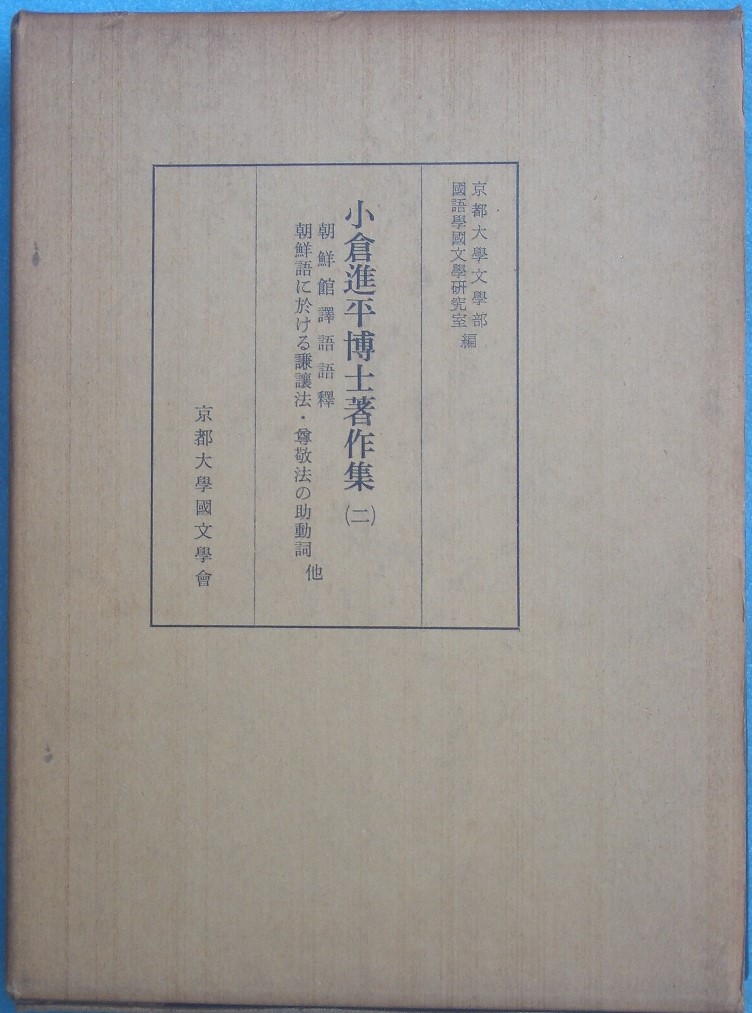 京都大學文學部
國語學國文學研究室
編
小倉進平博士著作集(二)
朝鮮館譯語語釋
朝鮮語に於ける謙讓法・尊敬法の助動詞
他
京都大學國文學會